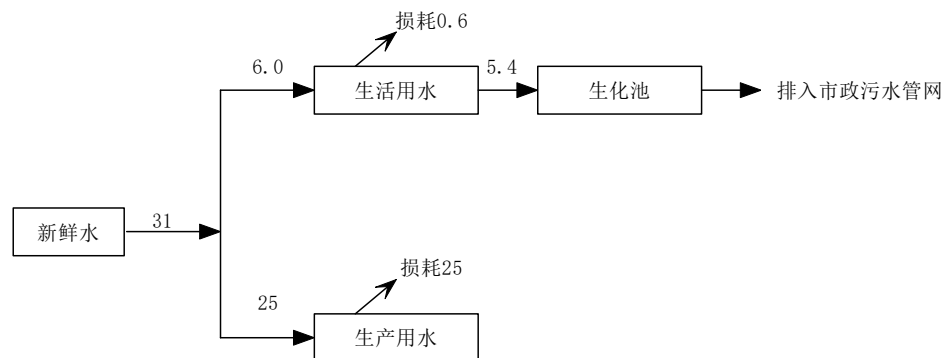 损耗0.6
6.0
生活用水
5.4
生化池
排入市政污水管网
新鲜水
31
损耗25
25
生产用水